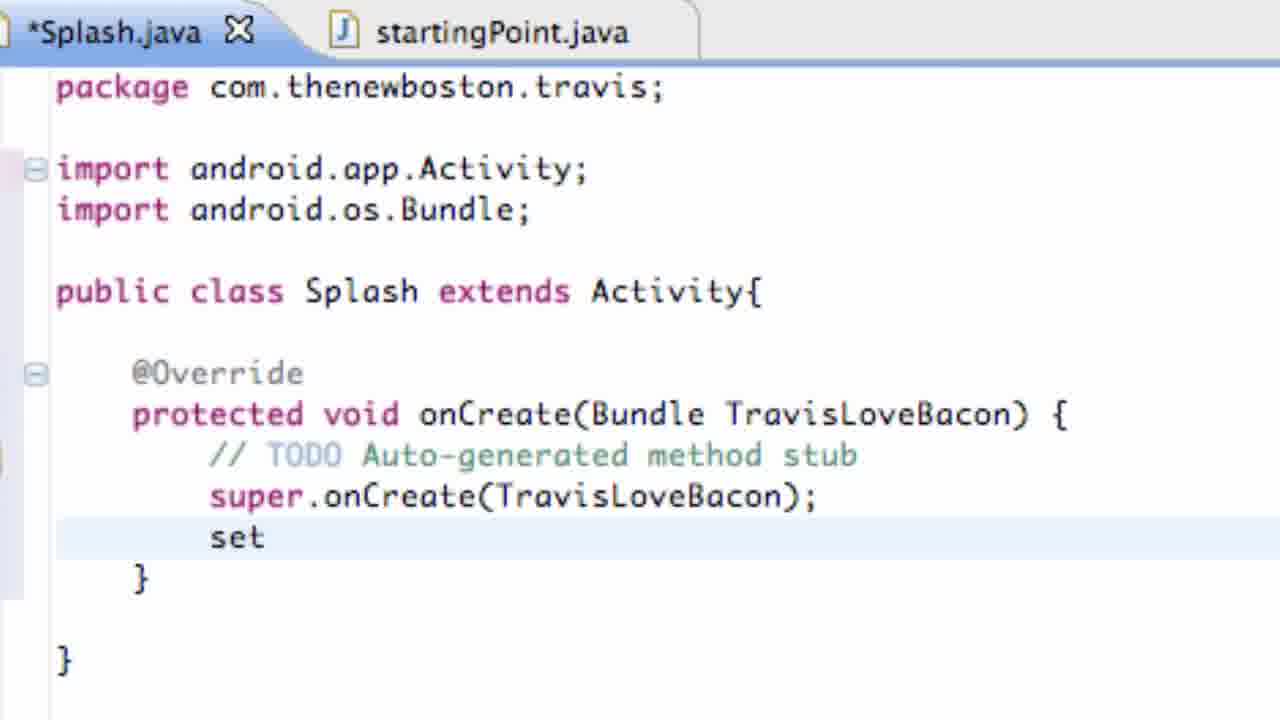 *Splash.java startingPoint.java
package com.thenewboston.travis;
import android.app.Activity;
import android.os.Bundle;
public class Splash extends Activity{
@Override
protected void onCreate(Bundle TravisLoveBacon) {
// TODO Auto-generated method stub
super.onCreate(TravisLoveBacon);
set
}
}